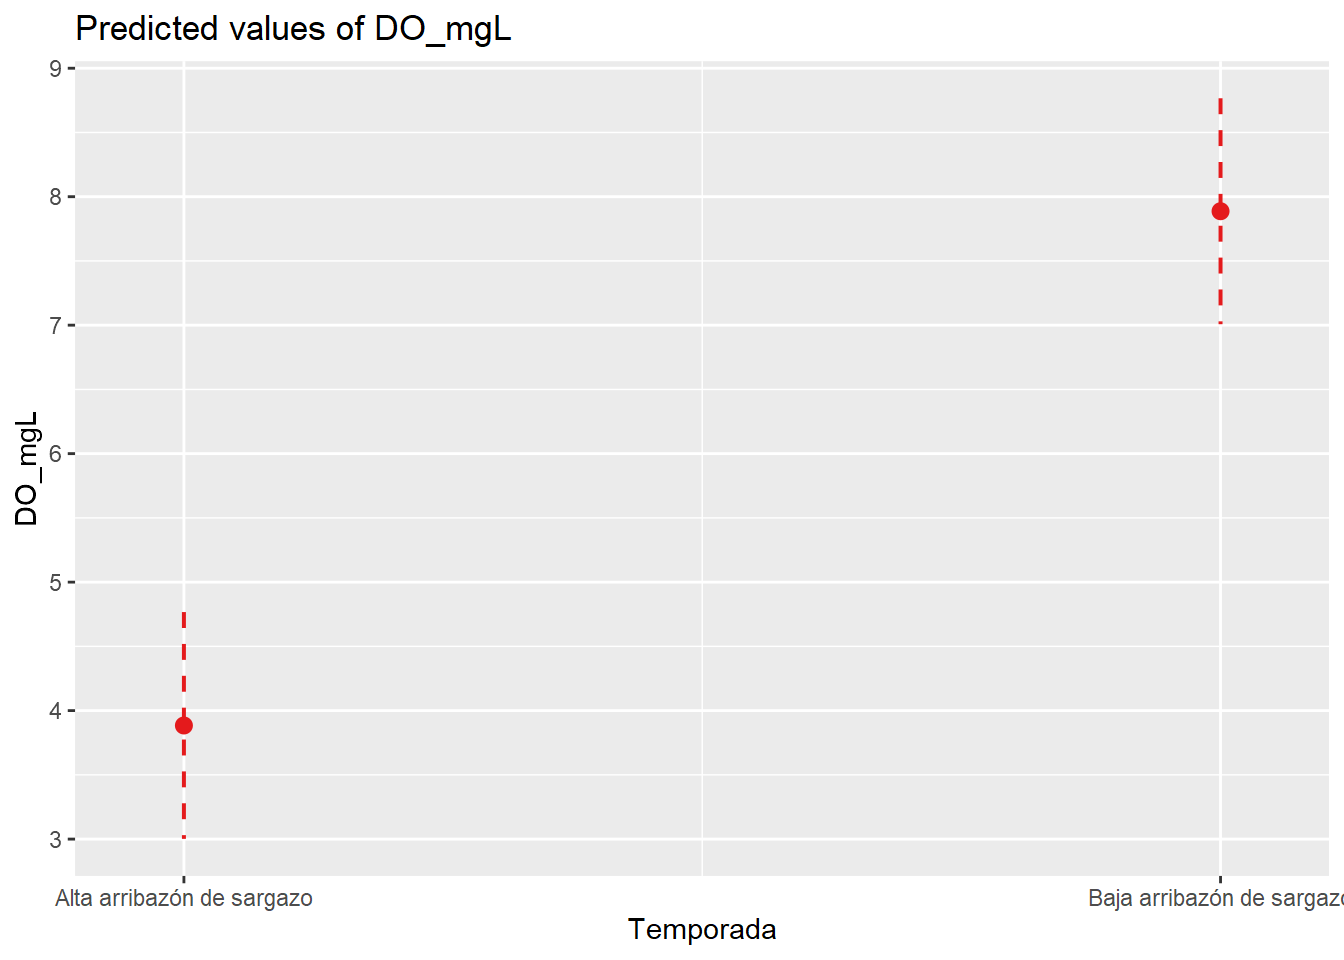 Predicted values of DO_mgL
9
8
7
6
5
4
3
DO_mgL
Alta arribazón de sargazo
Baja arribazón de sargazo
Temporada